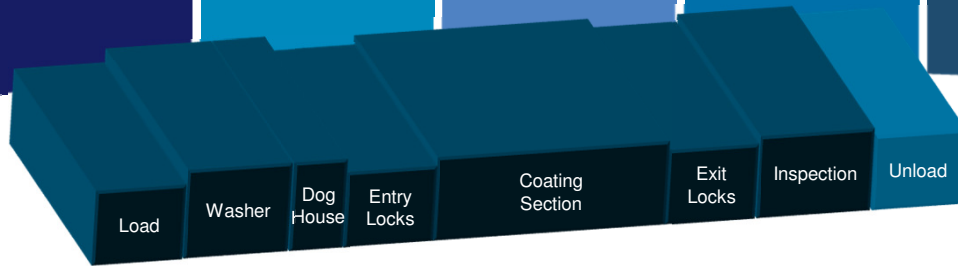 Load
Washer
Dog
House
Entry
Locks
Coating
Section
Exit
Locks
Inspection
Unload